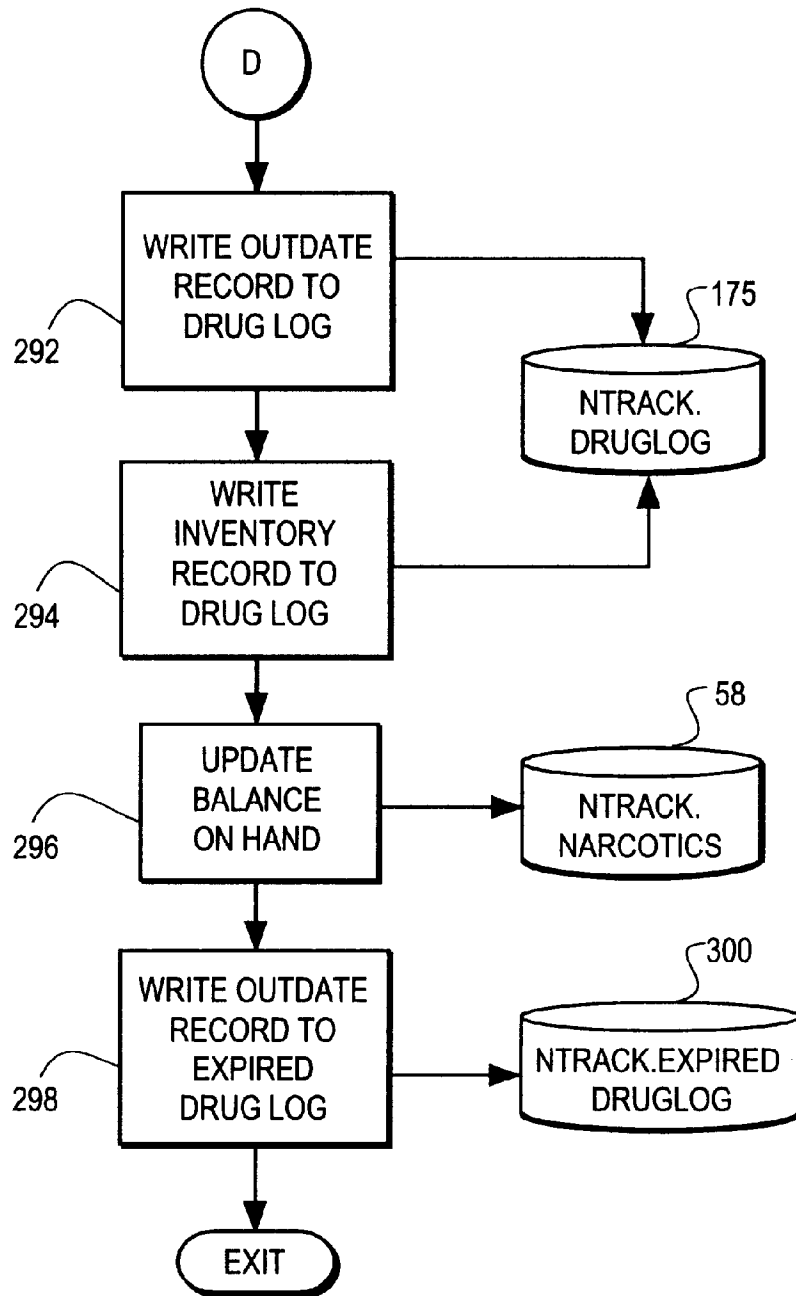 D
WRITE OUTDATE
RECORD TO
DRUG LOG
292
175
NTRACK.
DRUGLOG
WRITE
INVENTORY
RECORD TO
DRUG LOG
294
UPDATE
BALANCE
ON HAND
296
58
NTRACK.
NARCOTICS
WRITE OUTDATE
RECORD TO
EXPIRED
DRUG LOG
298
300
NTRACK.EXPIRED
DRUGLOG
EXIT